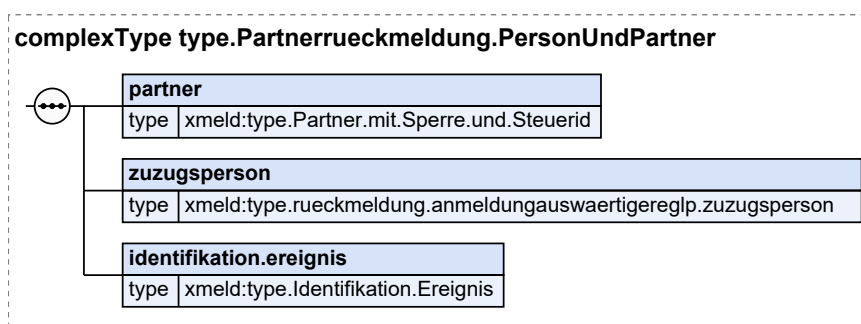 complexType type.Partnerrueckmeldung.PersonUndPartner
partner
type xmeld:type.Partner.mit.Sperre.und.Steuerid
zuzugsperson
type xmeld:type.rueckmeldung.anmeldungauswaertigereglp.zuzugsperson
identifikation.ereignis
type xmeld:type.Identifikation.Ereignis